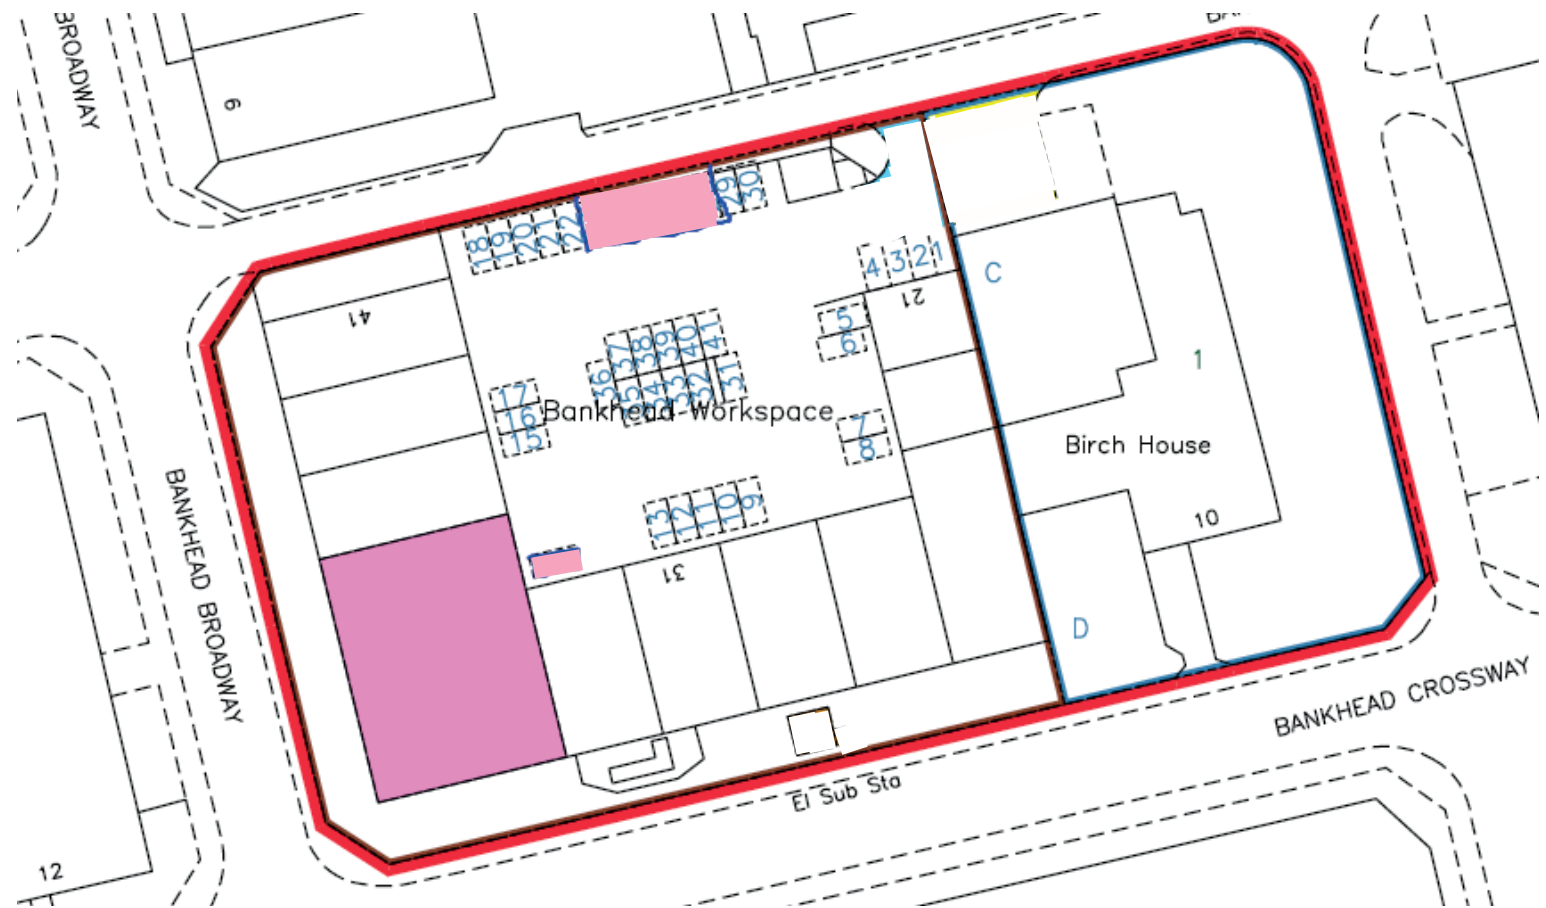 BROADWAY
6
18 19 20 21 22
29 30
4 3 2 1
C
21
41
5
6
37 38 39 40 41
36 35 34 33 32 31
17
16
15
Bankhead Workspace
7
8
1
Birch House
13 12 11 10 9
10
31
BANKHEAD BROADWAY
D
BANKHEAD CROSSWAY
El Sub Sta
12